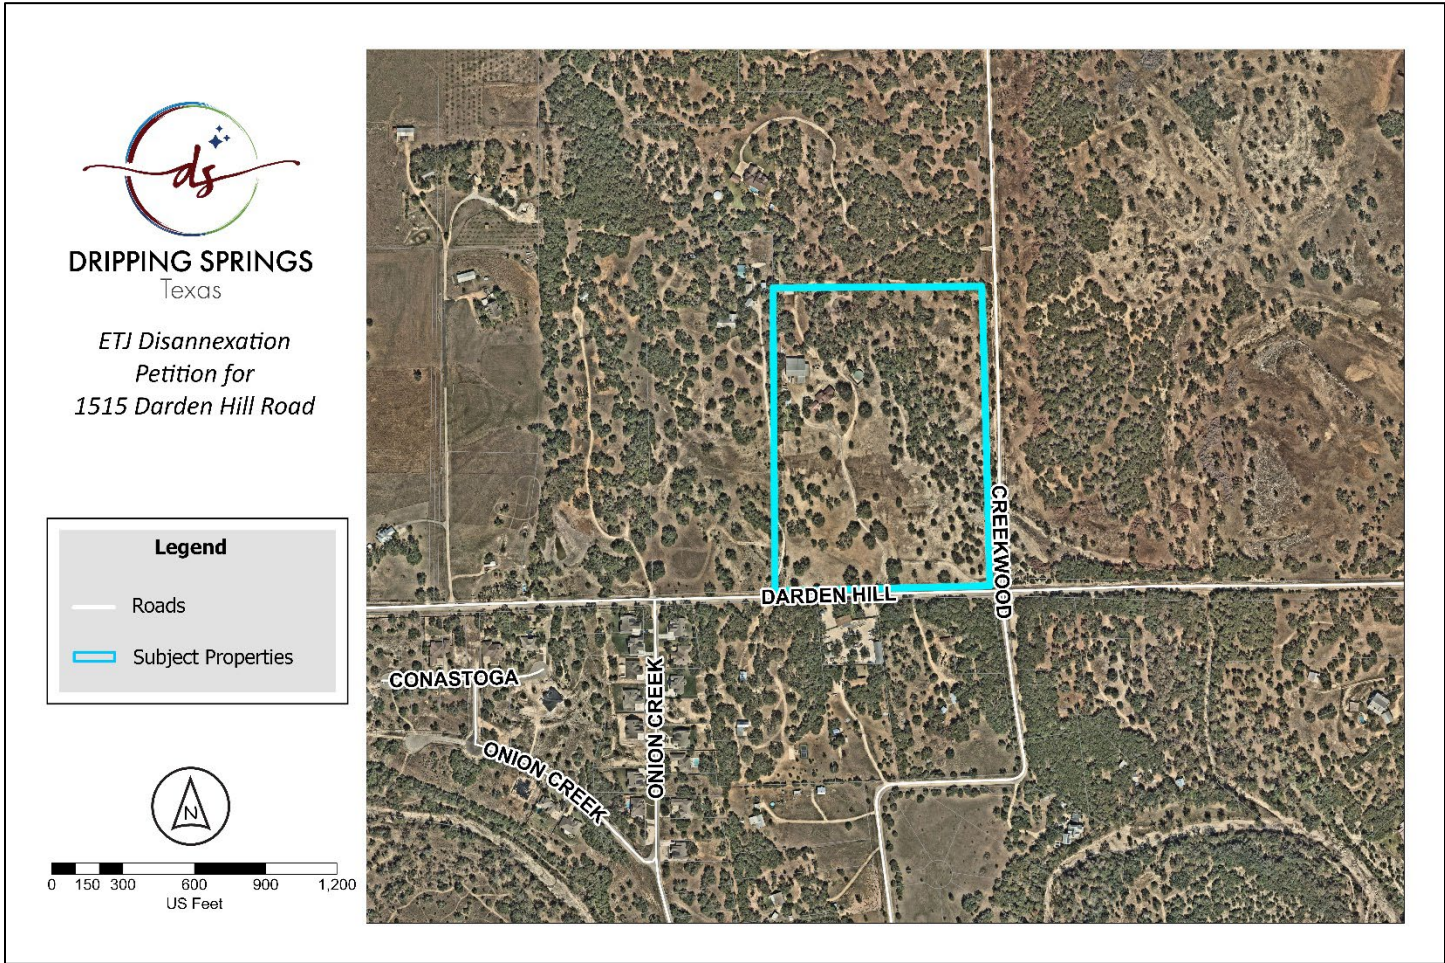 ds
DRIPPING SPRINGS
Texas
ETJ Disannexation
Petition for
1515 Darden Hill Road
Legend
Roads
Subject Properties
N
0 150 300 600 900 1,200
US Feet
CREEKWOOD
DARDEN HILL
CONASTOGA
ONION CREEK
ONION CREEK